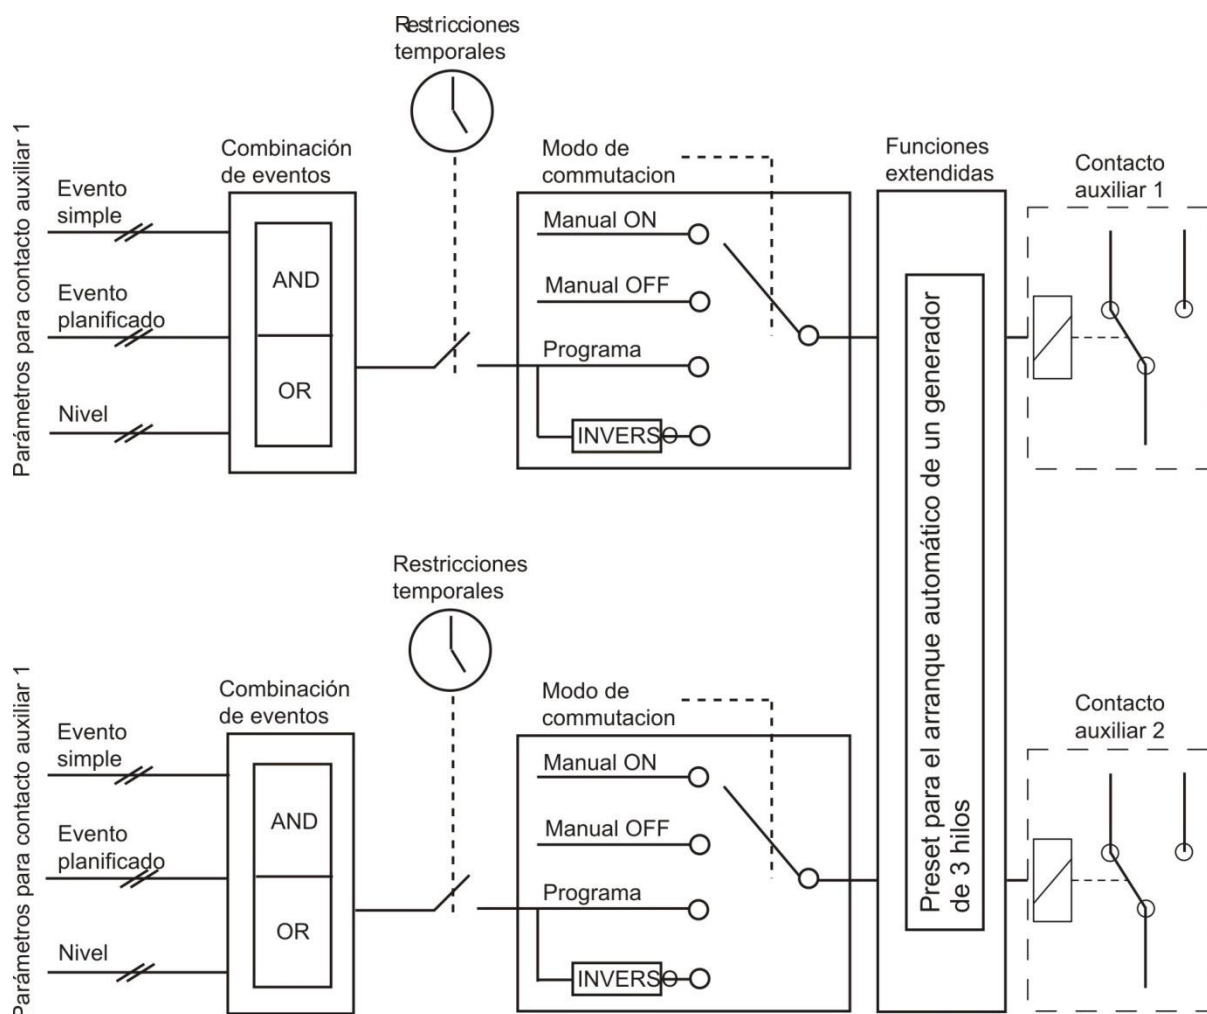 Restricciones
temporales
Parámetros para contacto auxiliar 1
Evento
simple
Evento
planificado
Nivel
Combinación
de eventos
AND
OR
Modo de
commutacion
Manual ON
Manual OFF
Programa
INVERSO
Funciones
extendidas
Preset para el arranque automático de un generador
de 3 hilos
Contacto
auxiliar 1
Restricciones
temporales
Parámetros para contacto auxiliar 1
Evento
simple
Evento
planificado
Nivel
Combinación
de eventos
AND
OR
Modo de
commutacion
Manual ON
Manual OFF
Programa
INVERSO
Contacto
auxiliar 2